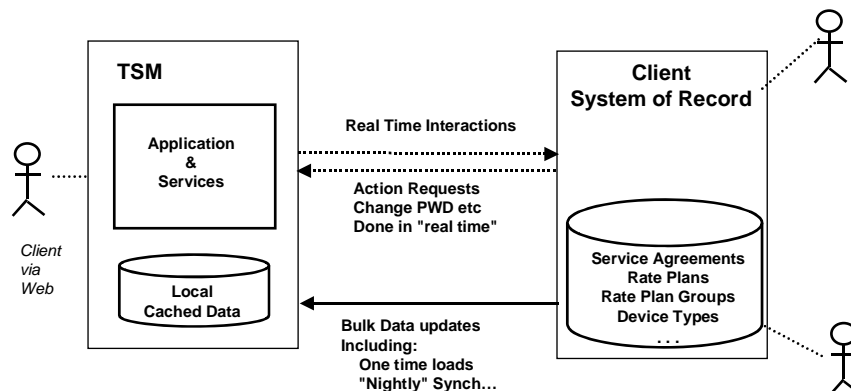 TSM
Application
&
Services
Local
Cached Data
Client
via
Web
Real Time Interactions
Action Requests
Change PWD etc
Done in "real time"
Bulk Data updates
Including:
One time loads
"Nightly" Synch…
Client
System of Record
Service Agreements
Rate Plans
Rate Plan Groups
Device Types
. . .